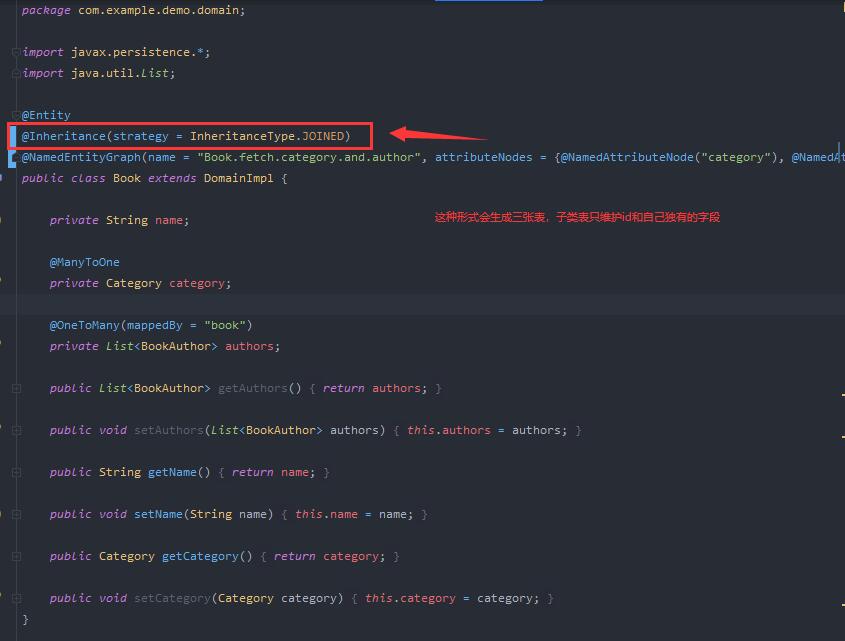 package com.example.demo.domain;
import javax.persistence.*;
import java.util.List;
@Entity
@Inheritance(strategy = InheritanceType.JOINED)
@NamedEntityGraph(name = "Book.fetch.category.and.author", attributeNodes = {@NamedAttributeNode("category"), @NamedAt
public class Book extends DomainImpl {
private String name;
这种形式会生成三张表，子类表只维护id和自己独有的字段
@ManyToOne
private Category category;
@OneToMany(mappedBy = "book")
private List<BookAuthor> authors;
public List<BookAuthor> getAuthors() { return authors; }
public void setAuthors(List<BookAuthor> authors) { this.authors = authors; }
public String getName() { return name; }
public void setName(String name) { this.name = name; }
public Category getCategory() { return category; }
public void setCategory(Category category) { this.category = category; }
}